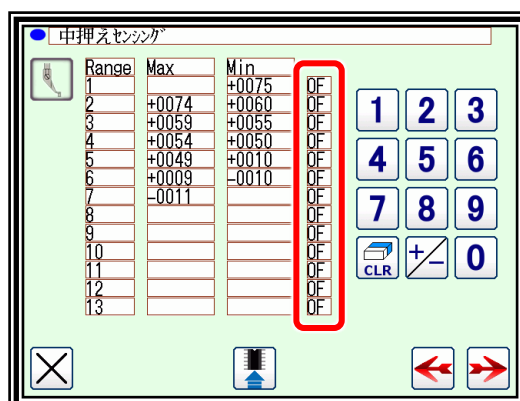 中押えｾﾝｼﾝｸﾞ
Range Max Min
1 +0075 OF
2 +0074 +0060 OF
3 +0059 +0055 OF
4 +0054 +0050 OF
5 +0049 +0010 OF
6 +0009 -0010 OF
7 -0011 OF
8 OF
9 OF
10 OF
11 OF
12 OF
13 OF
1 2 3
4 5 6
7 8 9
CLR +/- 0